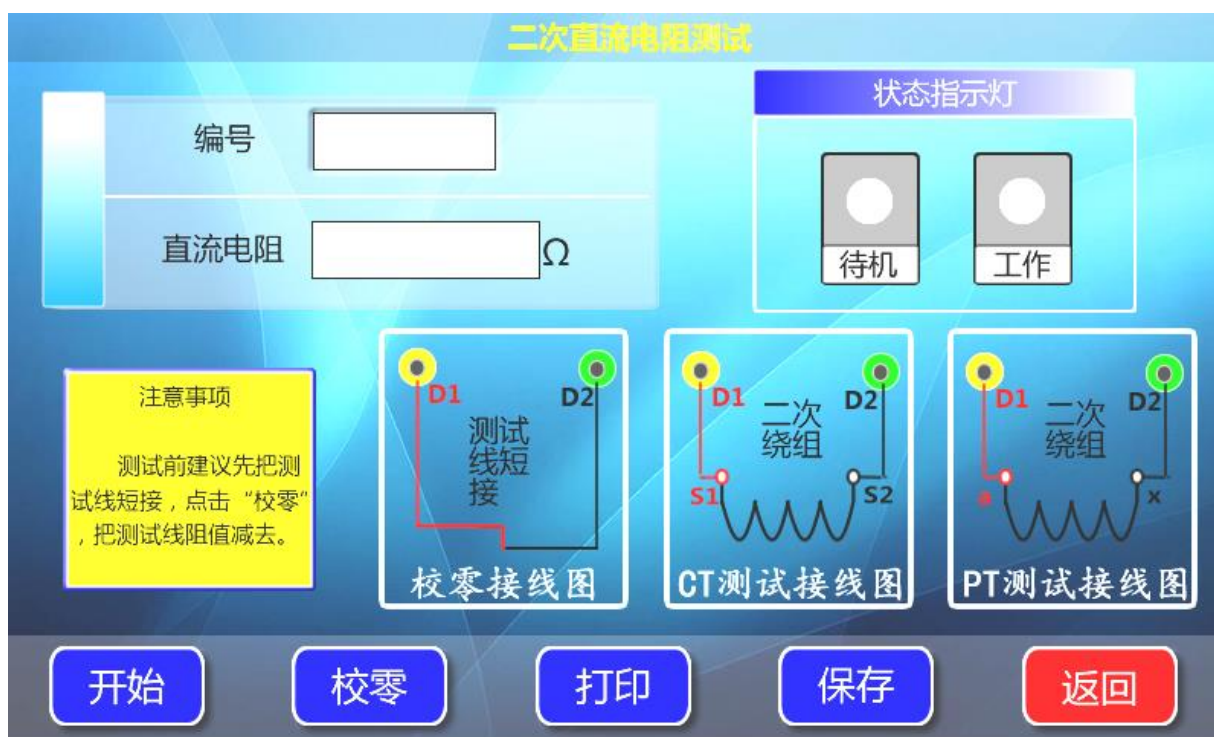 二次直流电阻测试
编号
状态指示灯
直流电阻
Ω
待机
工作
注意事项
测试前建议先把测
试线短接，点击“校零”
，把测试线阻值减去。
D1
D2
测试
线短
接
校零接线图
D1
D2
二次
绕组
S1
S2
CT测试接线图
D1
D2
二次
绕组
a
x
PT测试接线图
开始
校零
打印
保存
返回